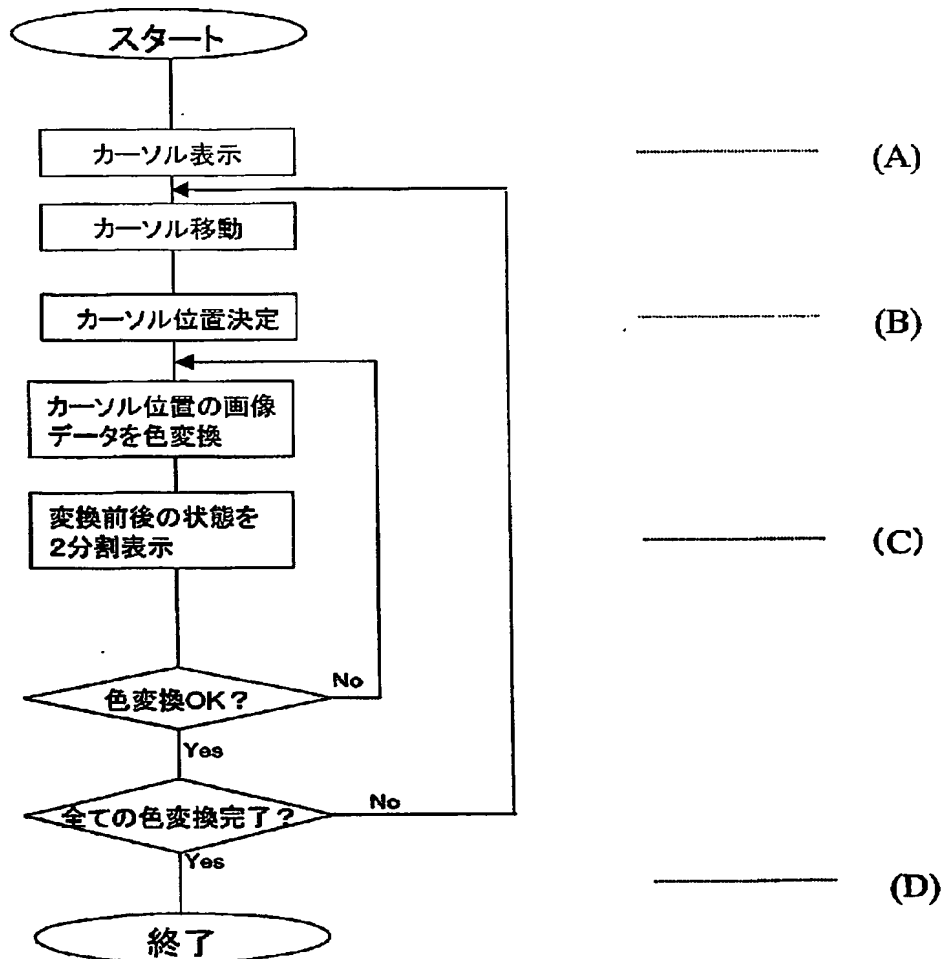 スタート
カーソル表示
(A)
カーソル移動
カーソル位置決定
(B)
カーソル位置の画像
データを色変換
変換前後の状態を
2分割表示
(C)
No
色変換OK?
Yes
No
全ての色変換完了?
Yes
(D)
終了